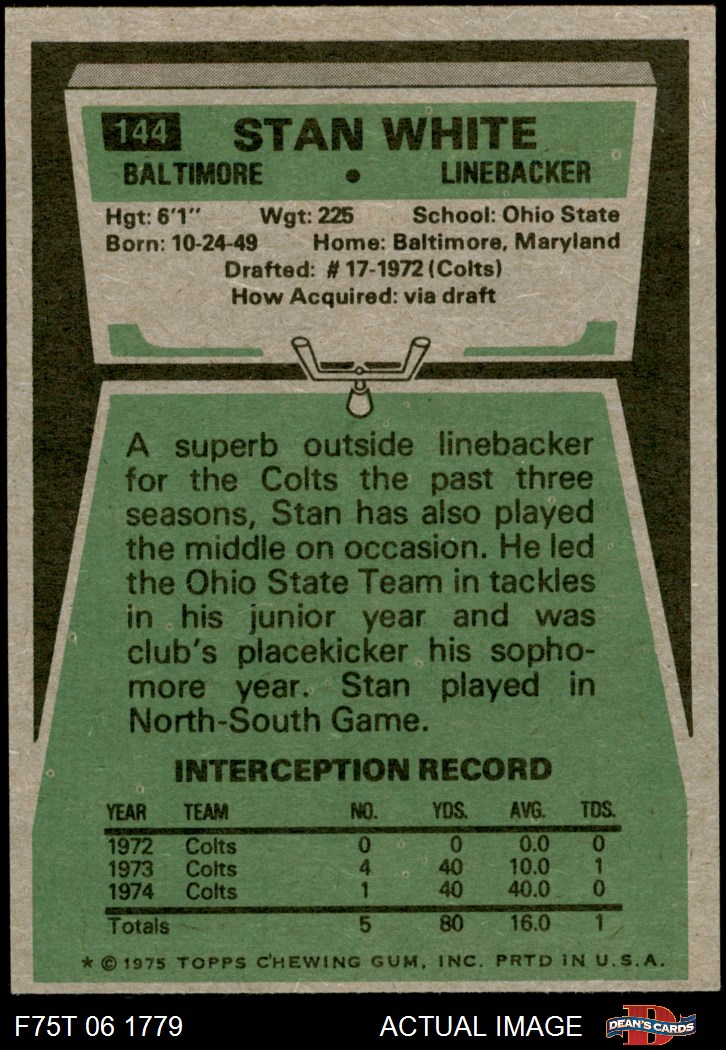 144 STAN WHITE
BALTIMORE • LINEBACKER
Hgt: 6'1" Wgt: 225 School: Ohio State
Born: 10-24-49 Home: Baltimore, Maryland
Drafted: # 17-1972 (Colts)
How Acquired: via draft
A superb outside linebacker
for the Colts the past three
seasons, Stan has also played
the middle on occasion. He led
the Ohio State Team in tackles
in his junior year and was
club's placekicker his sopho-
more year. Stan played in
North-South Game.
INTERCEPTION RECORD
YEAR TEAM NO. YDS. AVG. TDS.
1972 Colts 0 0 0.0 0
1973 Colts 4 40 10.0 1
1974 Colts 1 40 40.0 0
Totals 5 80 16.0 1
* © 1975 TOPPS CHEWING GUM, INC. PRTD IN U.S.A.
F75T 06 1779 ACTUAL IMAGE D DEAN'S CARDS